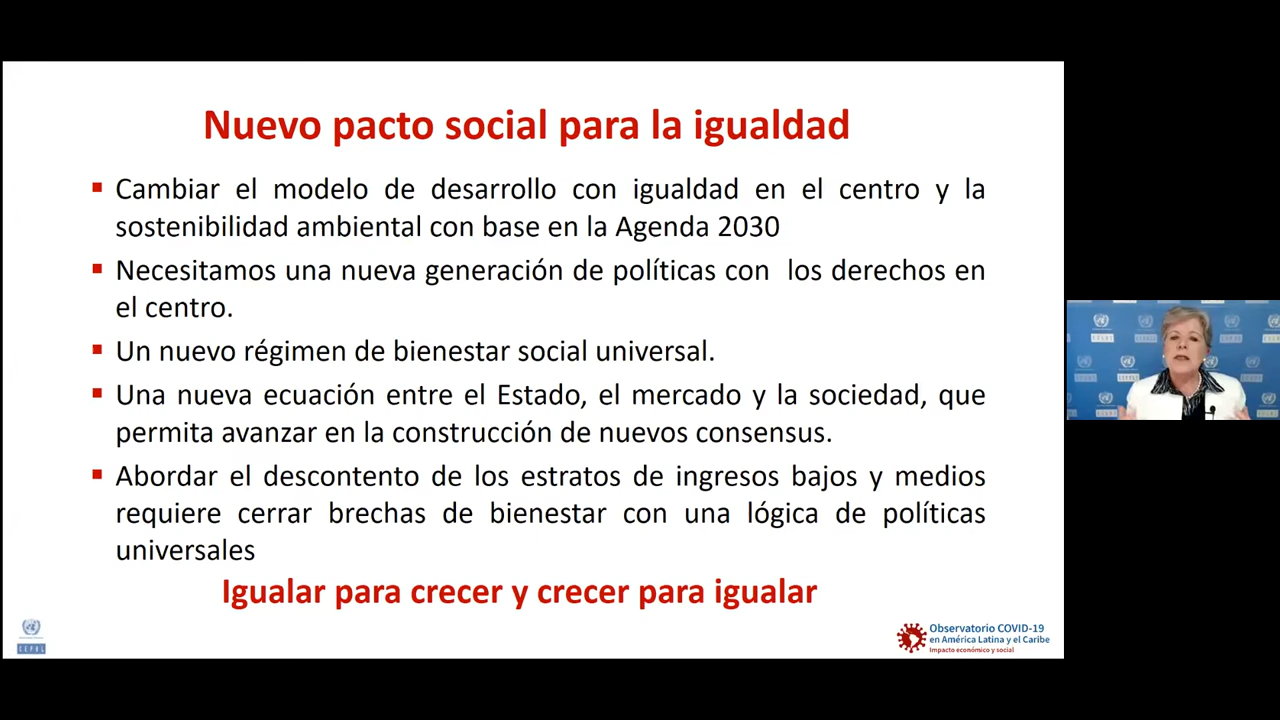 Nuevo pacto social para la igualdad
Cambiar el modelo de desarrollo con igualdad en el centro y la
sostenibilidad ambiental con base en la Agenda 2030
Necesitamos una nueva generación de políticas con los derechos en
el centro.
Un nuevo régimen de bienestar social universal.
Una nueva ecuación entre el Estado, el mercado y la sociedad, que
permita avanzar en la construcción de nuevos consensus.
Abordar el descontento de los estratos de ingresos bajos y medios
requiere cerrar brechas de bienestar con una lógica de políticas
universales
Igualar para crecer y crecer para igualar
CEPAL
Observatorio COVID-19
en América Latina y el Caribe
Impacto económico y social